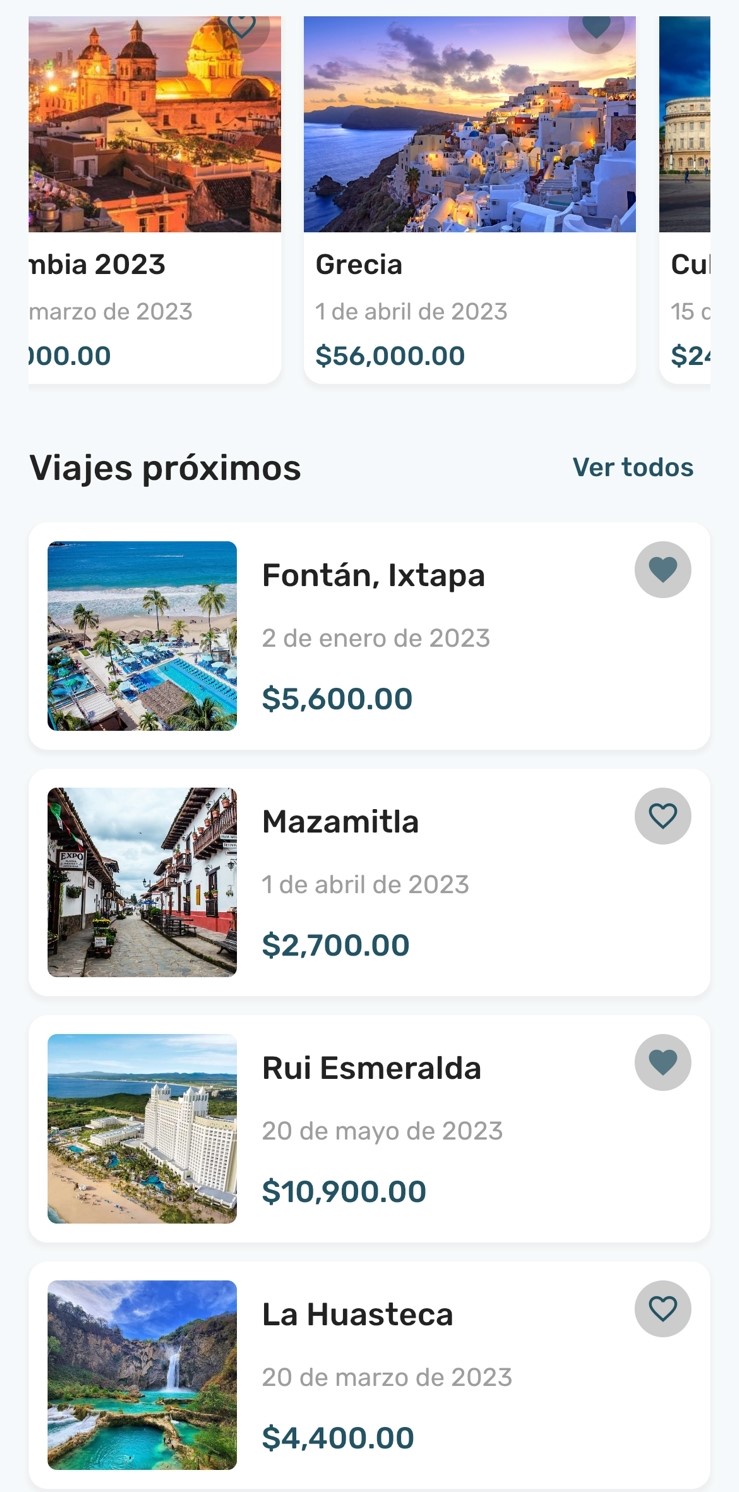 mbia 2023
marzo de 2023
000.00
Grecia
1 de abril de 2023
$56,000.00
Cu
15 d
$24
Viajes próximos
Ver todos
Fontán, Ixtapa
2 de enero de 2023
$5,600.00
EXPO
Mazamitla
1 de abril de 2023
$2,700.00
Rui Esmeralda
20 de mayo de 2023
$10,900.00
La Huasteca
20 de marzo de 2023
$4,400.00